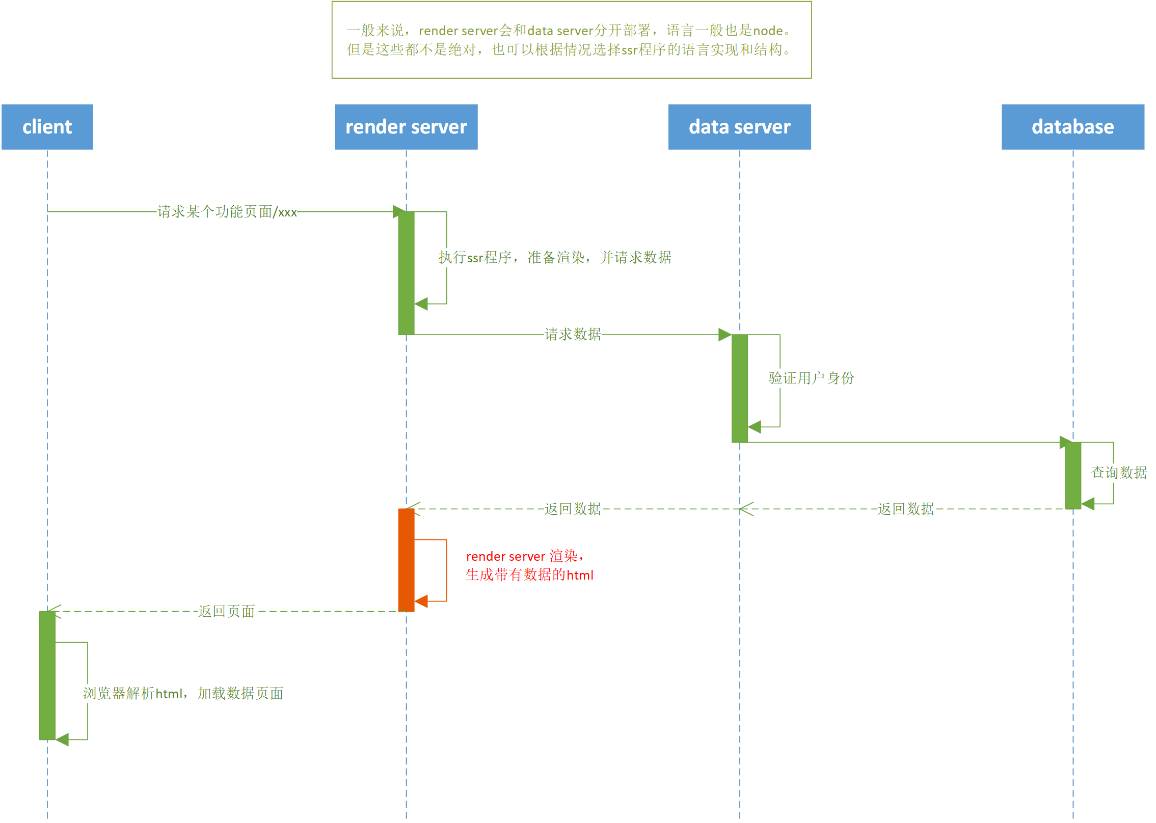 一般来说，render server会和data server分开部署，语言一般也是node。
但是这些都不是绝对，也可以根据情况选择ssr程序的语言实现和结构。
client
render server
data server
database
请求某个功能页面/xxx
执行ssr程序，准备渲染，并请求数据
请求数据
验证用户身份
查询数据
返回数据
返回数据
render server 渲染，
生成带有数据的html
返回页面
浏览器解析html，加载数据页面